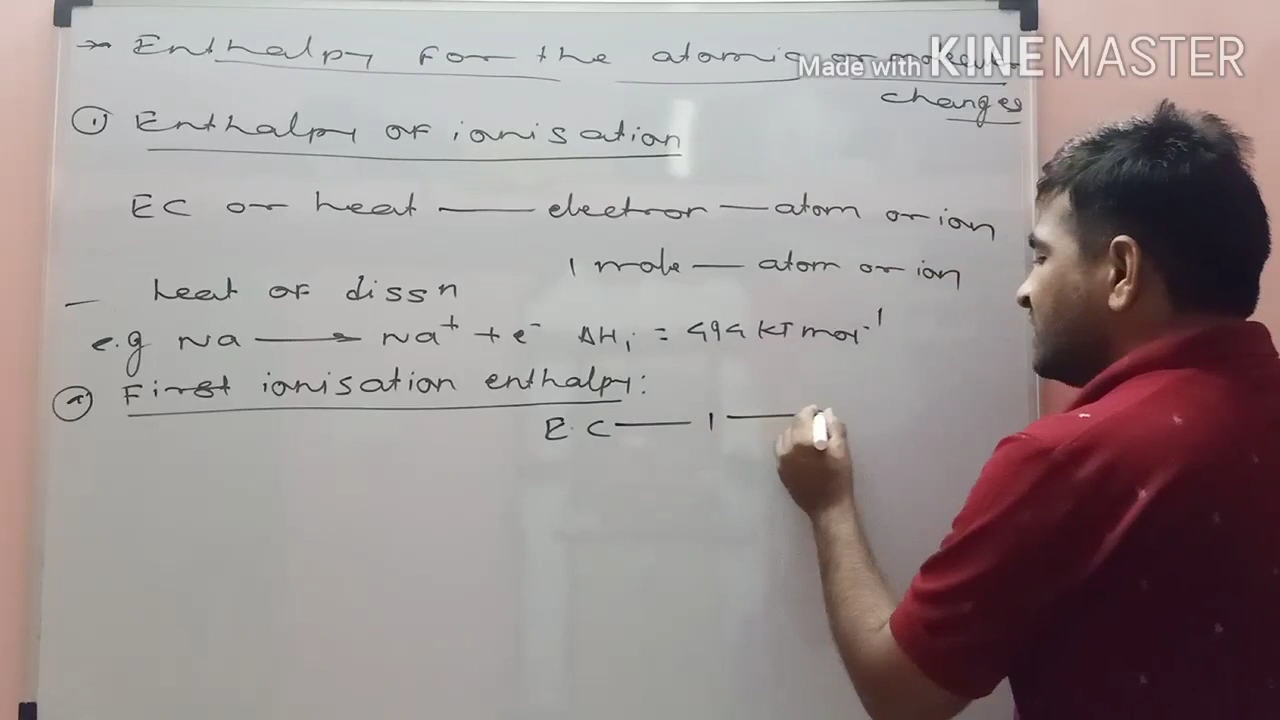 → Enthalpy for the atomic or
changes
Made with KINEMASTER
① Enthalpy of ionisation
EC or heat — electron — atom or ion
1 mole — atom or ion
— heat of dissn
e.g Na → Na⁺ + e⁻ ΔHi = 494 KJ mol⁻¹
First ionisation enthalpy:
E.C — 1 —